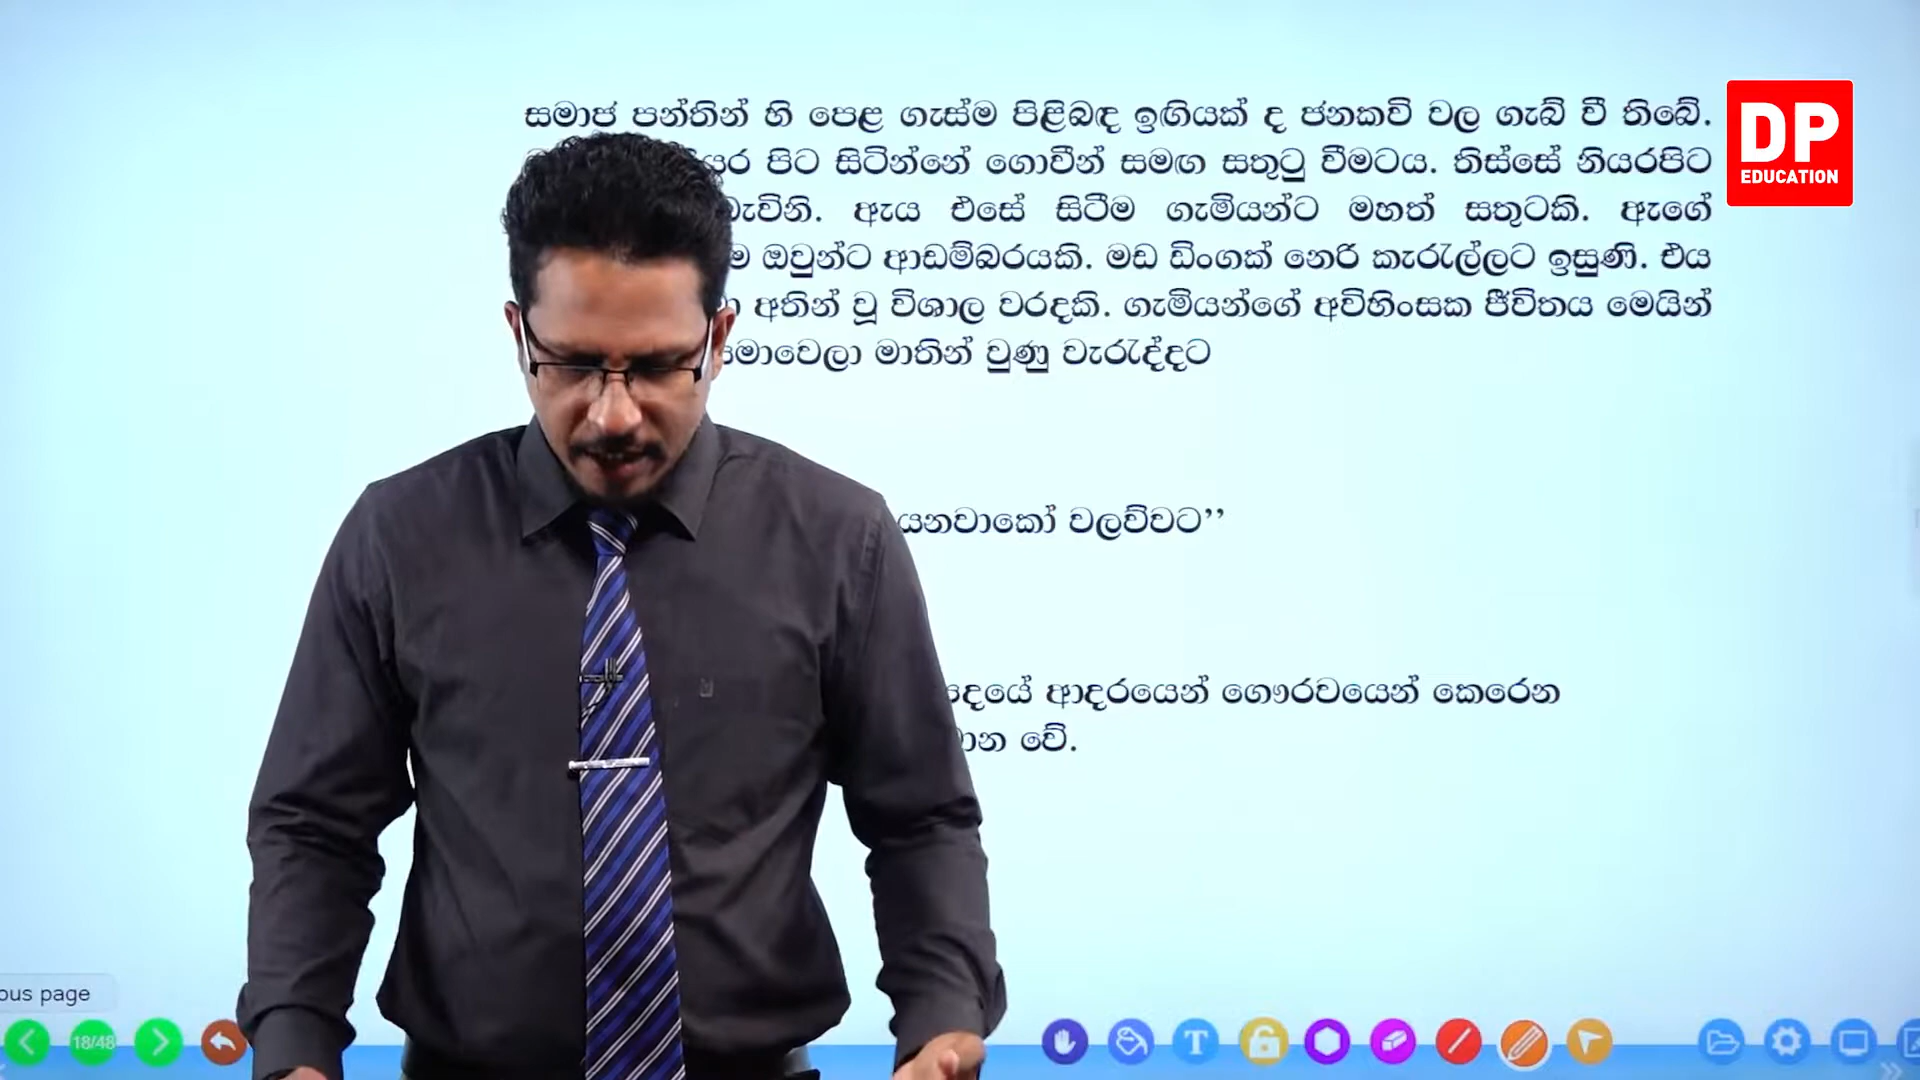 සමාජ පන්තින් හි පෙළ ගැස්ම පිළිබඳ ඉඟියක් ද ජනකවි වල ගැබ් වී තිබේ.
පිට සිටින්නේ ගොවීන් සමඟ සතුටු වීමටය. තිස්සේ නියරපිට
ඇය එසේ සිටීම ගැමියන්ට මහත් සතුටකි. ඇගේ
ඔවුන්ට ආඩම්බරයකි. මඩ ඩිංගක් නෙරි කැරැල්ලට ඉසුණි. එය
අතින් වූ විශාල වරදකි. ගැමියන්ගේ අවිහිංසක ජීවිතය මෙයින්
මාතින් වුණු වැරැද්දට
යනවාකෝ වලව්වට’’
ආදරයෙන් ගෞරවයෙන් කෙරෙන
වේ.
DP
EDUCATION
page
18/48
T